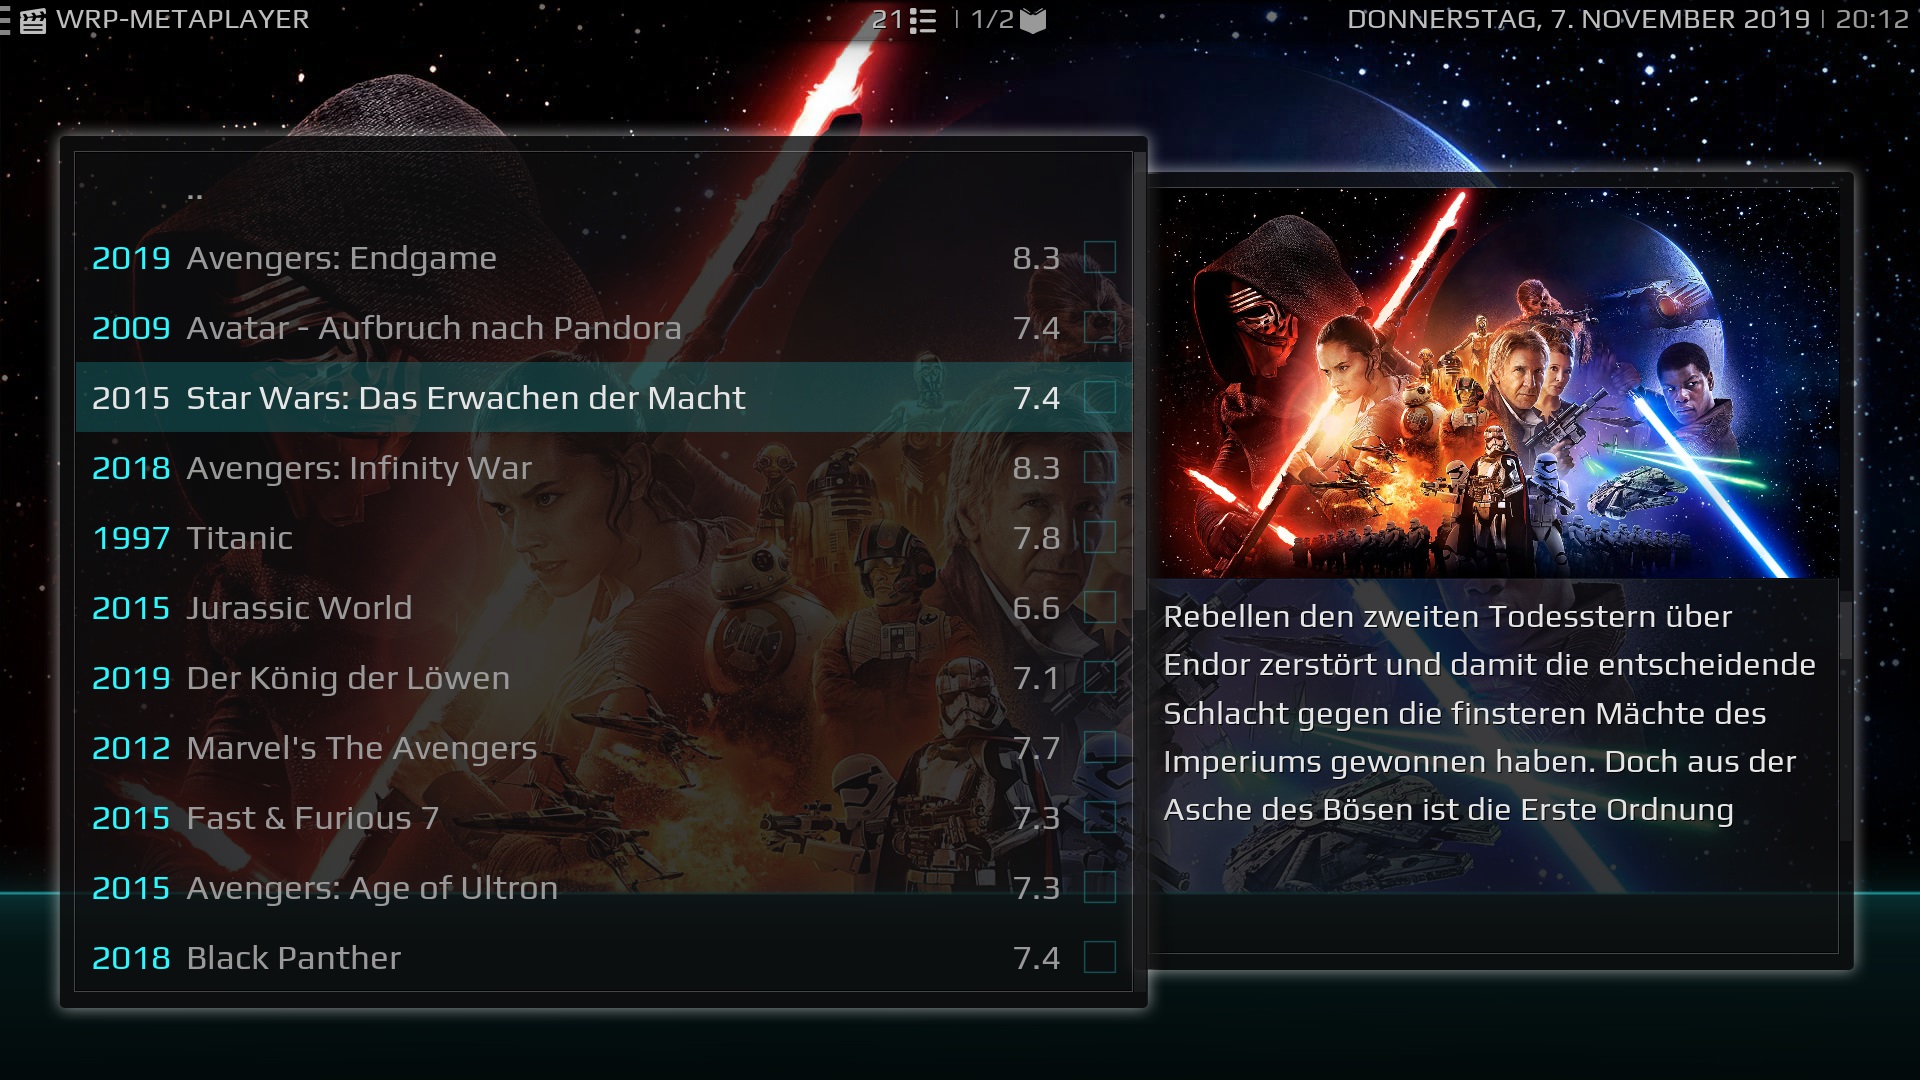 WRP-METAPLAYER 21 | 1/2 DONNERSTAG, 7. NOVEMBER 2019 | 20:12
..
2019 Avengers: Endgame 8.3
2009 Avatar - Aufbruch nach Pandora 7.4
2015 Star Wars: Das Erwachen der Macht 7.4
2018 Avengers: Infinity War 8.3
1997 Titanic 7.8
2015 Jurassic World 6.6
2019 Der König der Löwen 7.1
2012 Marvel's The Avengers 7.7
2015 Fast & Furious 7 7.3
2015 Avengers: Age of Ultron 7.3
2018 Black Panther 7.4
Rebellen den zweiten Todesstern über
Endor zerstört und damit die entscheidende
Schlacht gegen die finsteren Mächte des
Imperiums gewonnen haben. Doch aus der
Asche des Bösen ist die Erste Ordnung